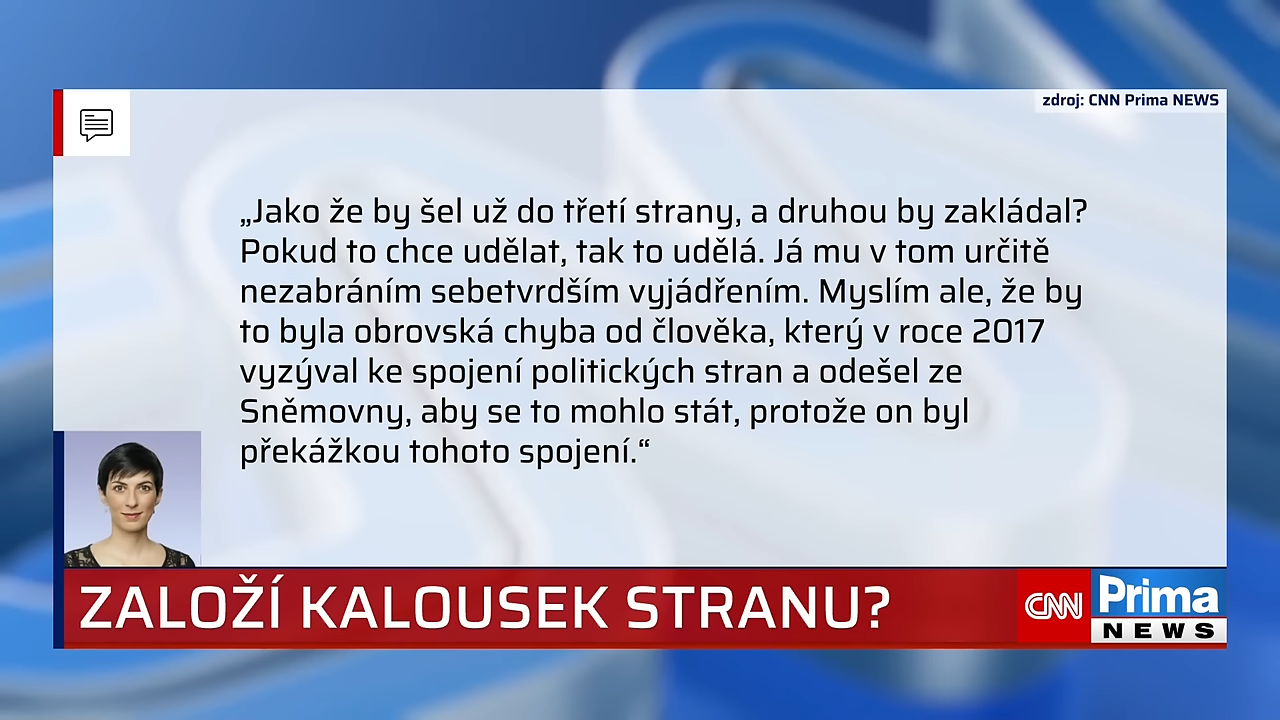 zdroj: CNN Prima NEWS
„Jako že by šel už do třetí strany, a druhou by zakládal?
Pokud to chce udělat, tak to udělá. Já mu v tom určitě
nezabráním sebetvrdším vyjádřením. Myslím ale, že by
to byla obrovská chyba od člověka, který v roce 2017
vyzýval ke spojení politických stran a odešel ze
Sněmovny, aby se to mohlo stát, protože on byl
překážkou tohoto spojení.“
ZALOŽÍ KALOUSEK STRANU?
CNN Prima
NEWS